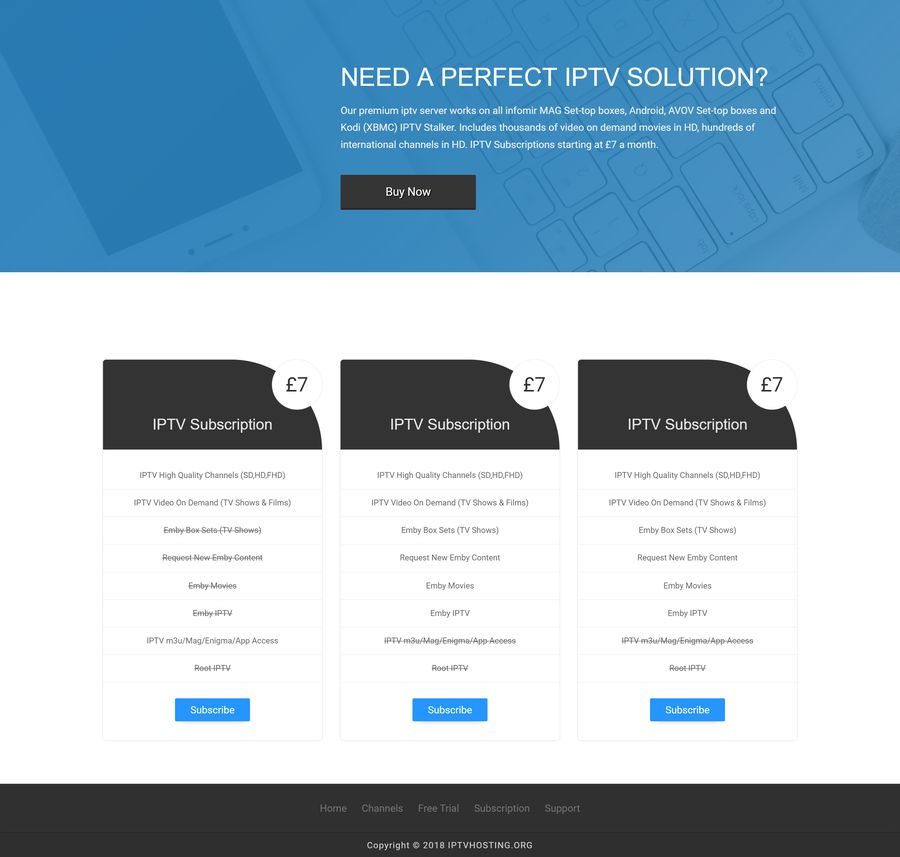 NEED A PERFECT IPTV SOLUTION?
Our premium iptv server works on all infomir MAG Set-top boxes, Android, AVOV Set-top boxes and
Kodi (XBMC) IPTV Stalker. Includes thousands of video on demand movies in HD, hundreds of
international channels in HD. IPTV Subscriptions starting at £7 a month.
Buy Now
£7
IPTV Subscription
IPTV High Quality Channels (SD,HD,FHD)
IPTV Video On Demand (TV Shows & Films)
Emby Box Sets (TV Shows)
Request New Emby Content
Emby Movies
Emby IPTV
IPTV m3u/Mag/Enigma/App Access
Root IPTV
Subscribe
£7
IPTV Subscription
IPTV High Quality Channels (SD,HD,FHD)
IPTV Video On Demand (TV Shows & Films)
Emby Box Sets (TV Shows)
Request New Emby Content
Emby Movies
Emby IPTV
IPTV m3u/Mag/Enigma/App Access
Root IPTV
Subscribe
£7
IPTV Subscription
IPTV High Quality Channels (SD,HD,FHD)
IPTV Video On Demand (TV Shows & Films)
Emby Box Sets (TV Shows)
Request New Emby Content
Emby Movies
Emby IPTV
IPTV m3u/Mag/Enigma/App Access
Root IPTV
Subscribe
Home Channels Free Trial Subscription Support
Copyright © 2018 IPTVHOSTING.ORG